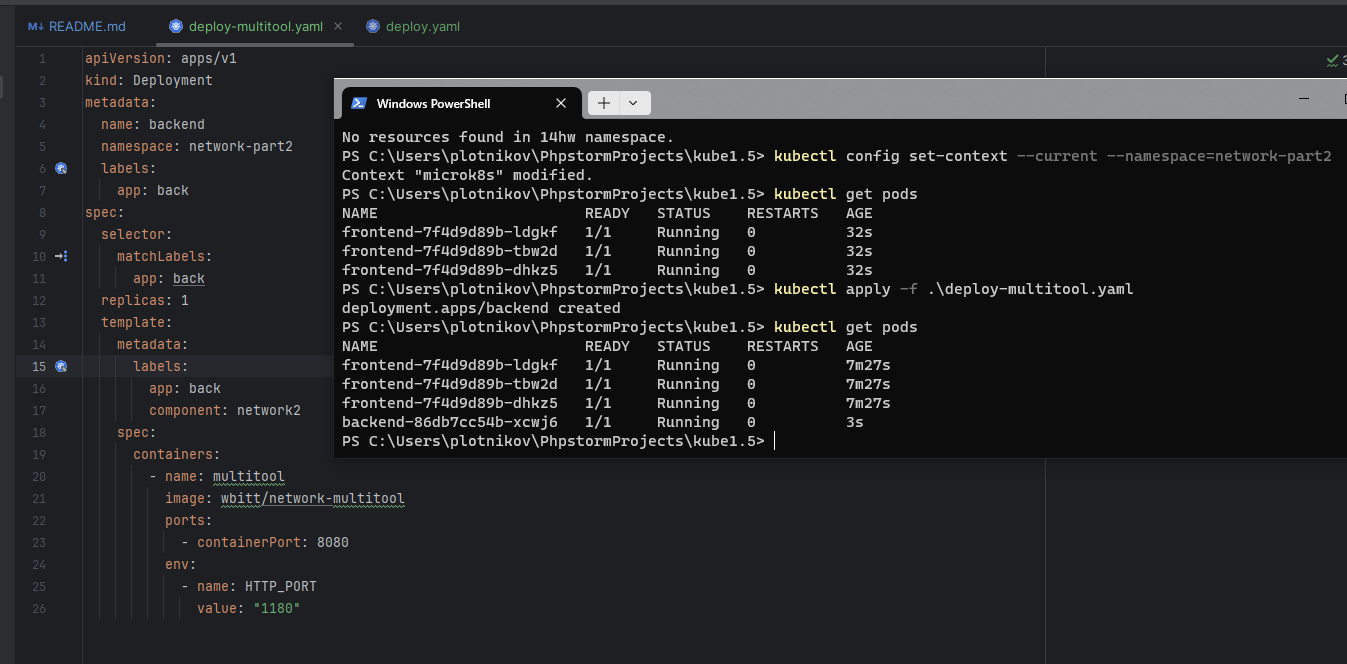 M↓ README.md deploy-multitool.yaml × deploy.yaml
1 apiVersion: apps/v1
2 kind: Deployment
3 metadata:
4 name: backend
5 namespace: network-part2
6 labels:
7 app: back
8 spec:
9 selector:
10 matchLabels:
11 app: back
12 replicas: 1
13 template:
14 metadata:
15 labels:
16 app: back
17 component: network2
18 spec:
19 containers:
20 - name: multitool
21 image: wbitt/network-multitool
22 ports:
23 - containerPort: 8080
24 env:
25 - name: HTTP_PORT
26 value: "1180"
3
Windows PowerShell
No resources found in 14hw namespace.
PS C:\Users\plotnikov\PhpstormProjects\kube1.5> kubectl config set-context --current --namespace=network-part2
Context "microk8s" modified.
PS C:\Users\plotnikov\PhpstormProjects\kube1.5> kubectl get pods
NAME READY STATUS RESTARTS AGE
frontend-7f4d9d89b-ldgkf 1/1 Running 0 32s
frontend-7f4d9d89b-tbw2d 1/1 Running 0 32s
frontend-7f4d9d89b-dhkz5 1/1 Running 0 32s
PS C:\Users\plotnikov\PhpstormProjects\kube1.5> kubectl apply -f .\deploy-multitool.yaml
deployment.apps/backend created
PS C:\Users\plotnikov\PhpstormProjects\kube1.5> kubectl get pods
NAME READY STATUS RESTARTS AGE
frontend-7f4d9d89b-ldgkf 1/1 Running 0 7m27s
frontend-7f4d9d89b-tbw2d 1/1 Running 0 7m27s
frontend-7f4d9d89b-dhkz5 1/1 Running 0 7m27s
backend-86db7cc54b-xcwj6 1/1 Running 0 3s
PS C:\Users\plotnikov\PhpstormProjects\kube1.5>